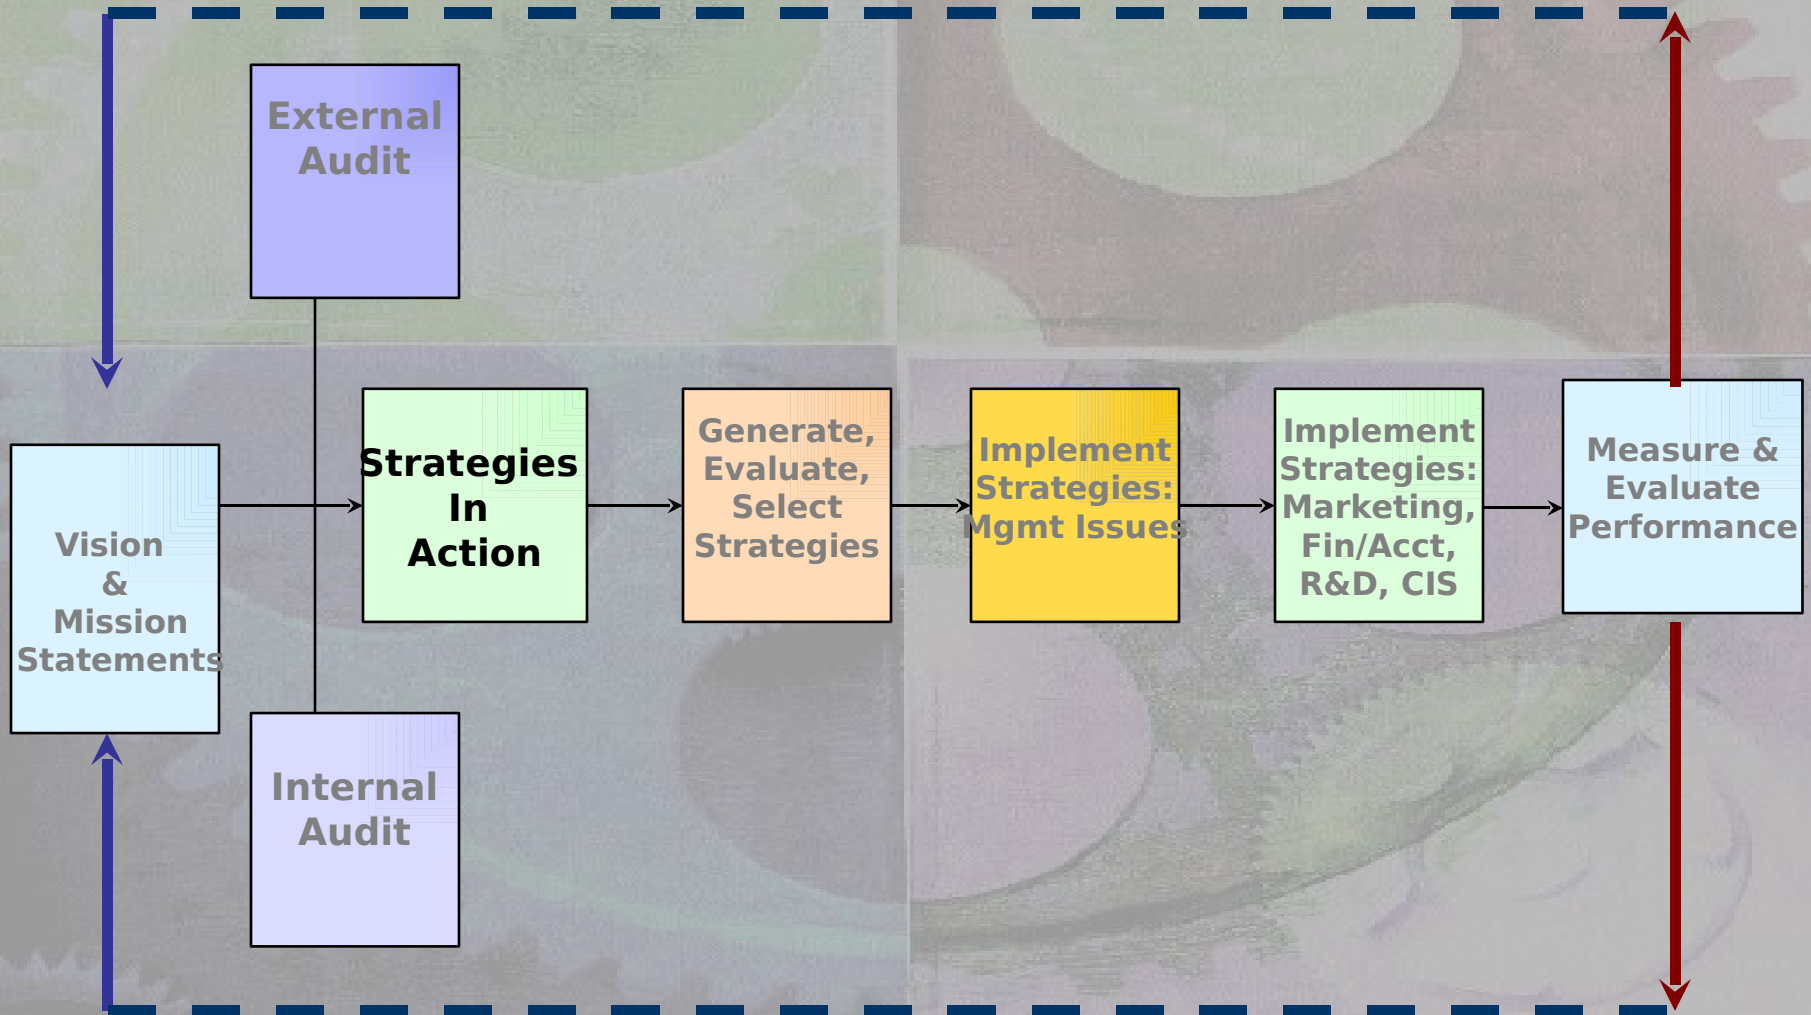 External
Audit
Vision
&
Mission
Statements
Strategies
In
Action
Generate,
Evaluate,
Select
Strategies
Implement
Strategies:
Mgmt Issues
Implement
Strategies:
Marketing,
Fin/Acct,
R&D, CIS
Measure &
Evaluate
Performance
Internal
Audit